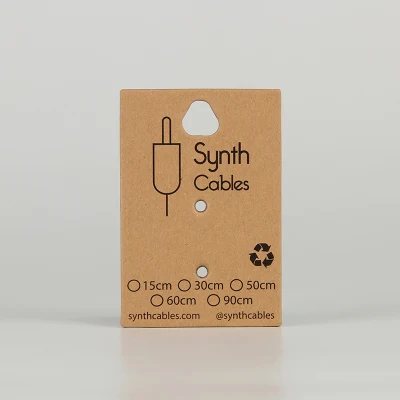 Synth
Cables
15cm 30cm 50cm
60cm 90cm
synthcables.com @synthcables